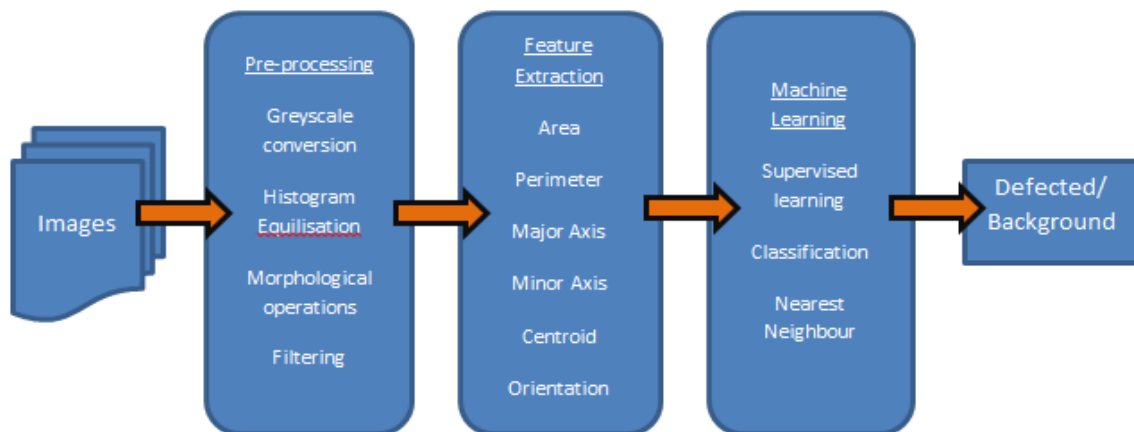 Images
Pre-processing
Greyscale
conversion
Histogram
Equilisation
Morphological
operations
Filtering
Feature
Extraction
Area
Perimeter
Major Axis
Minor Axis
Centroid
Orientation
Machine
Learning
Supervised
learning
Classification
Nearest
Neighbour
Defected/
Background